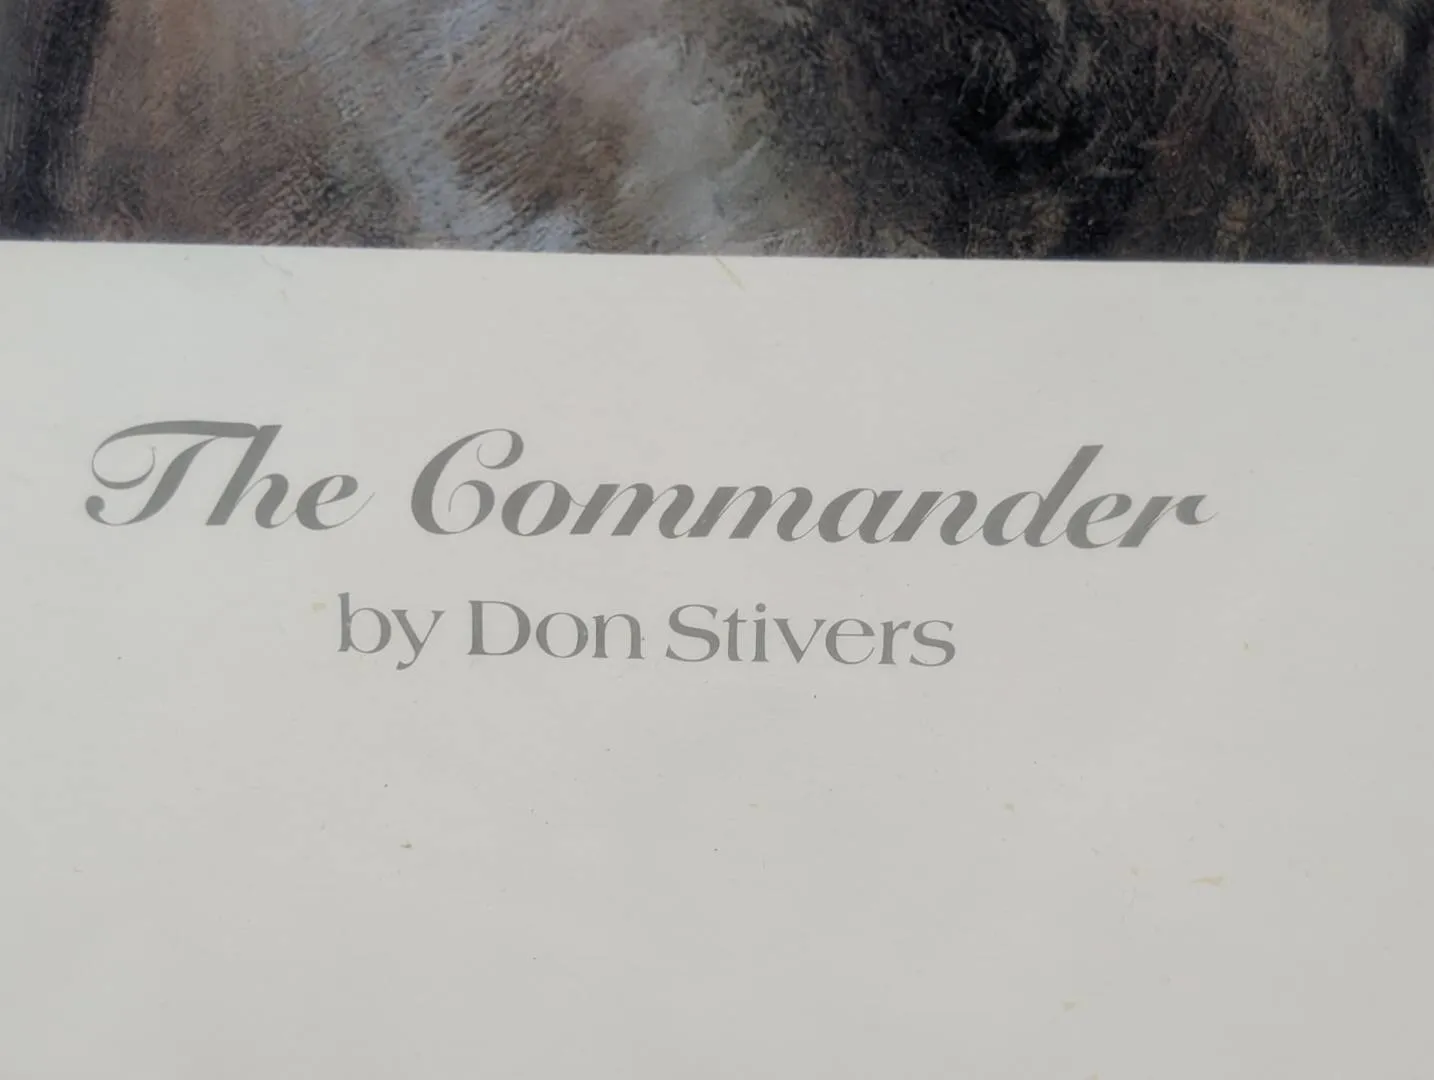 The Commander
by Don Stivers